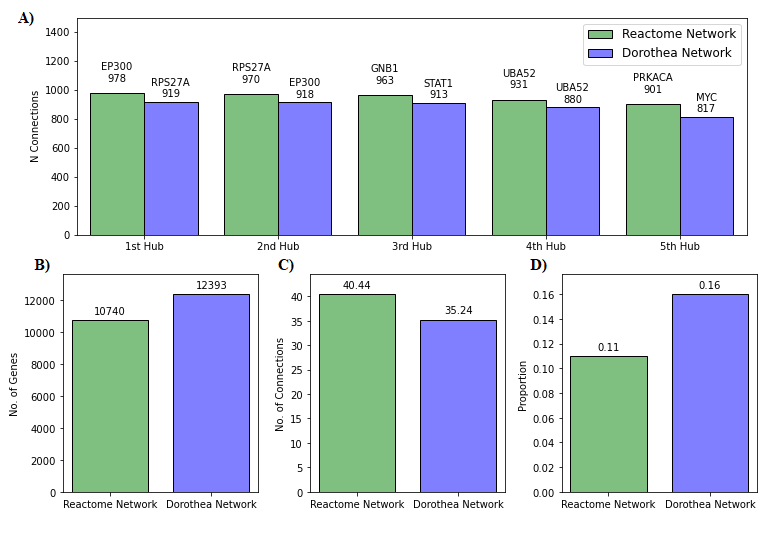 A)
1400
1200
1000
800
600
400
200
0
N Connections
Reactome Network
Dorothea Network
EP300
978
RPS27A
919
RPS27A
970
EP300
918
GNB1
963
STAT1
913
UBA52
931
UBA52
880
PRKACA
901
MYC
817
1st Hub
2nd Hub
3rd Hub
4th Hub
5th Hub
B)
12000
10000
8000
6000
4000
2000
0
No. of Genes
10740
12393
Reactome Network
Dorothea Network
C)
40
35
30
25
20
15
10
5
0
No. of Connections
40.44
35.24
Reactome Network
Dorothea Network
D)
0.16
0.14
0.12
0.10
0.08
0.06
0.04
0.02
0.00
Proportion
0.11
0.16
Reactome Network
Dorothea Network